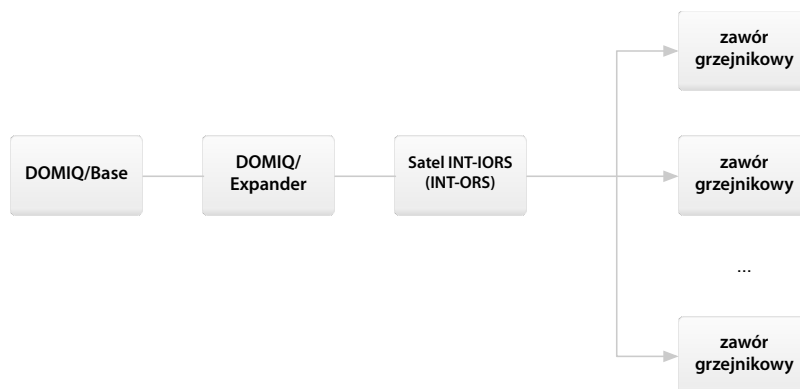 DOMIQ/Base
DOMIQ/
Expander
Satel INT-IORS
(INT-ORS)
zawór
grzejnikowy
zawór
grzejnikowy
...
zawór
grzejnikowy